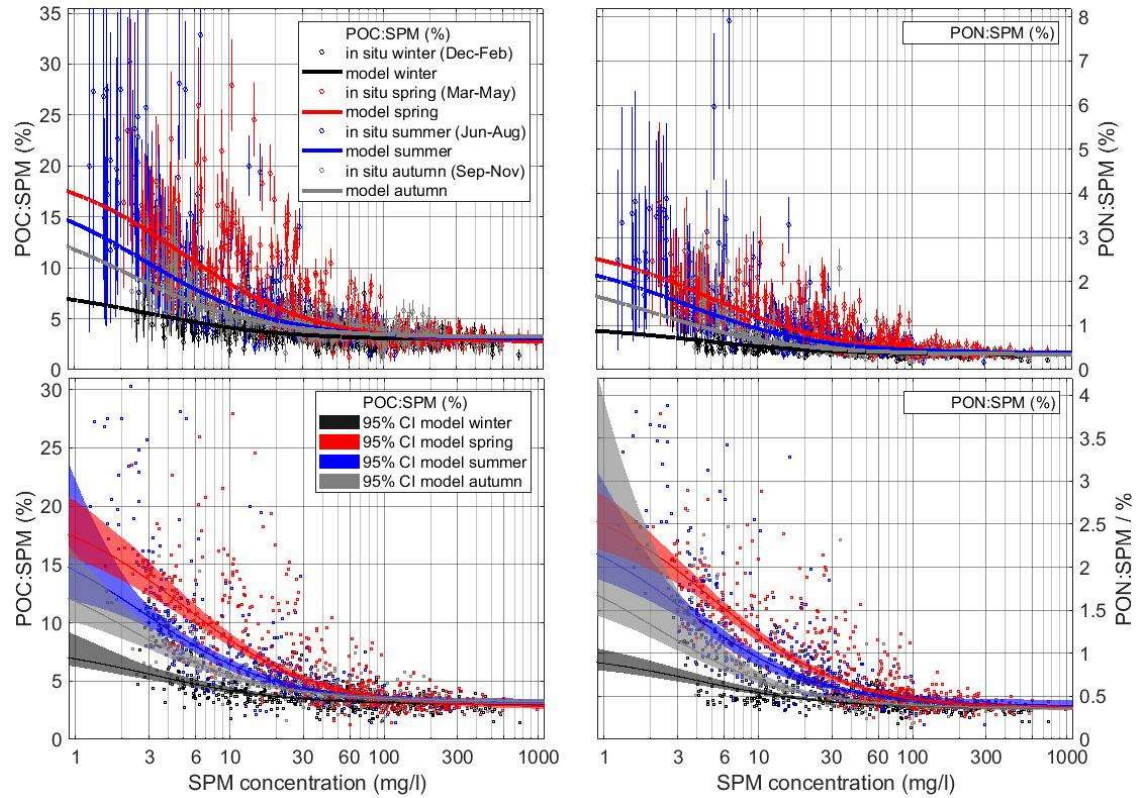 POC:SPM (%)
in situ winter (Dec-Feb)
model winter
in situ spring (Mar-May)
model spring
in situ summer (Jun-Aug)
model summer
in situ autumn (Sep-Nov)
model autumn
35
30
25
20
15
10
5
0
POC:SPM (%)
PON:SPM (%)
8
7
6
5
4
3
2
1
0
PON:SPM (%)
POC:SPM (%)
95% CI model winter
95% CI model spring
95% CI model summer
95% CI model autumn
30
25
20
15
10
5
0
POC:SPM (%)
1 3 6 10 30 60 100 300 1000
SPM concentration (mg/l)
PON:SPM (%)
4
3.5
3
2.5
2
1.5
1
0.5
0
PON:SPM / %
1 3 6 10 30 60 100 300 1000
SPM concentration (mg/l)